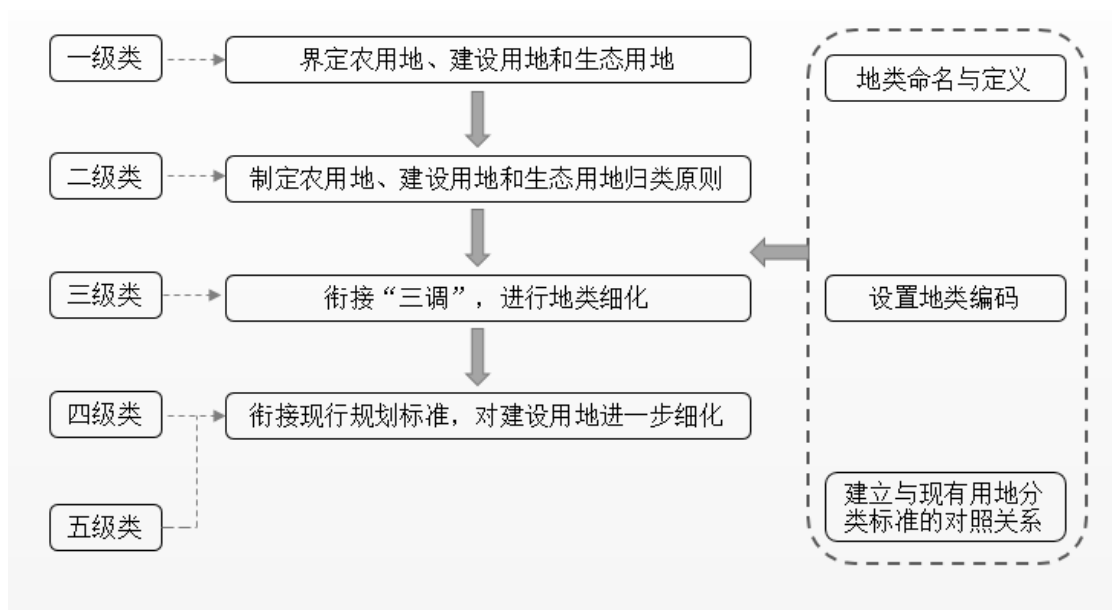 一级类
界定农用地、建设用地和生态用地
地类命名与定义
二级类
制定农用地、建设用地和生态用地归类原则
三级类
衔接“三调”，进行地类细化
设置地类编码
四级类
衔接现行规划标准，对建设用地进一步细化
五级类
建立与现有用地分
类标准的对照关系